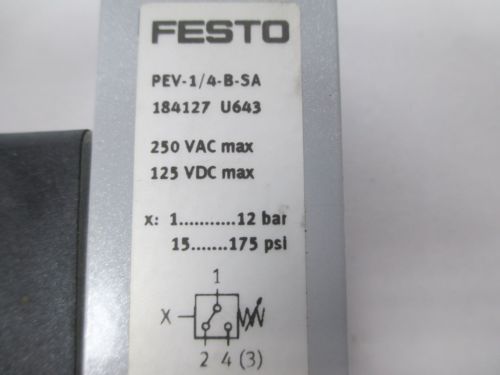 FESTO
PEV-1/4-B-SA
184127 U643
250 VAC max
125 VDC max
x: 1...........12 bar
15.......175 psi
1
X
2 4 (3)